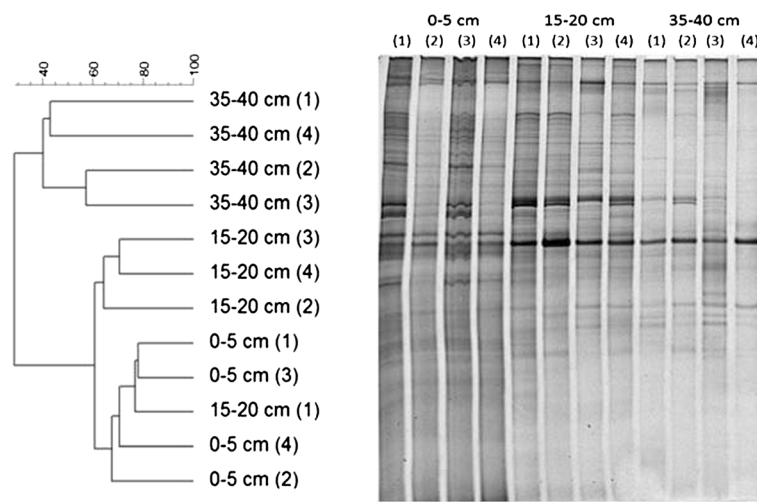 0-5 cm 15-20 cm 35-40 cm
(1) (2) (3) (4) (1) (2) (3) (4) (1) (2) (3) (4)
40 60 80 100
35-40 cm (1)
35-40 cm (4)
35-40 cm (2)
35-40 cm (3)
15-20 cm (3)
15-20 cm (4)
15-20 cm (2)
0-5 cm (1)
0-5 cm (3)
15-20 cm (1)
0-5 cm (4)
0-5 cm (2)